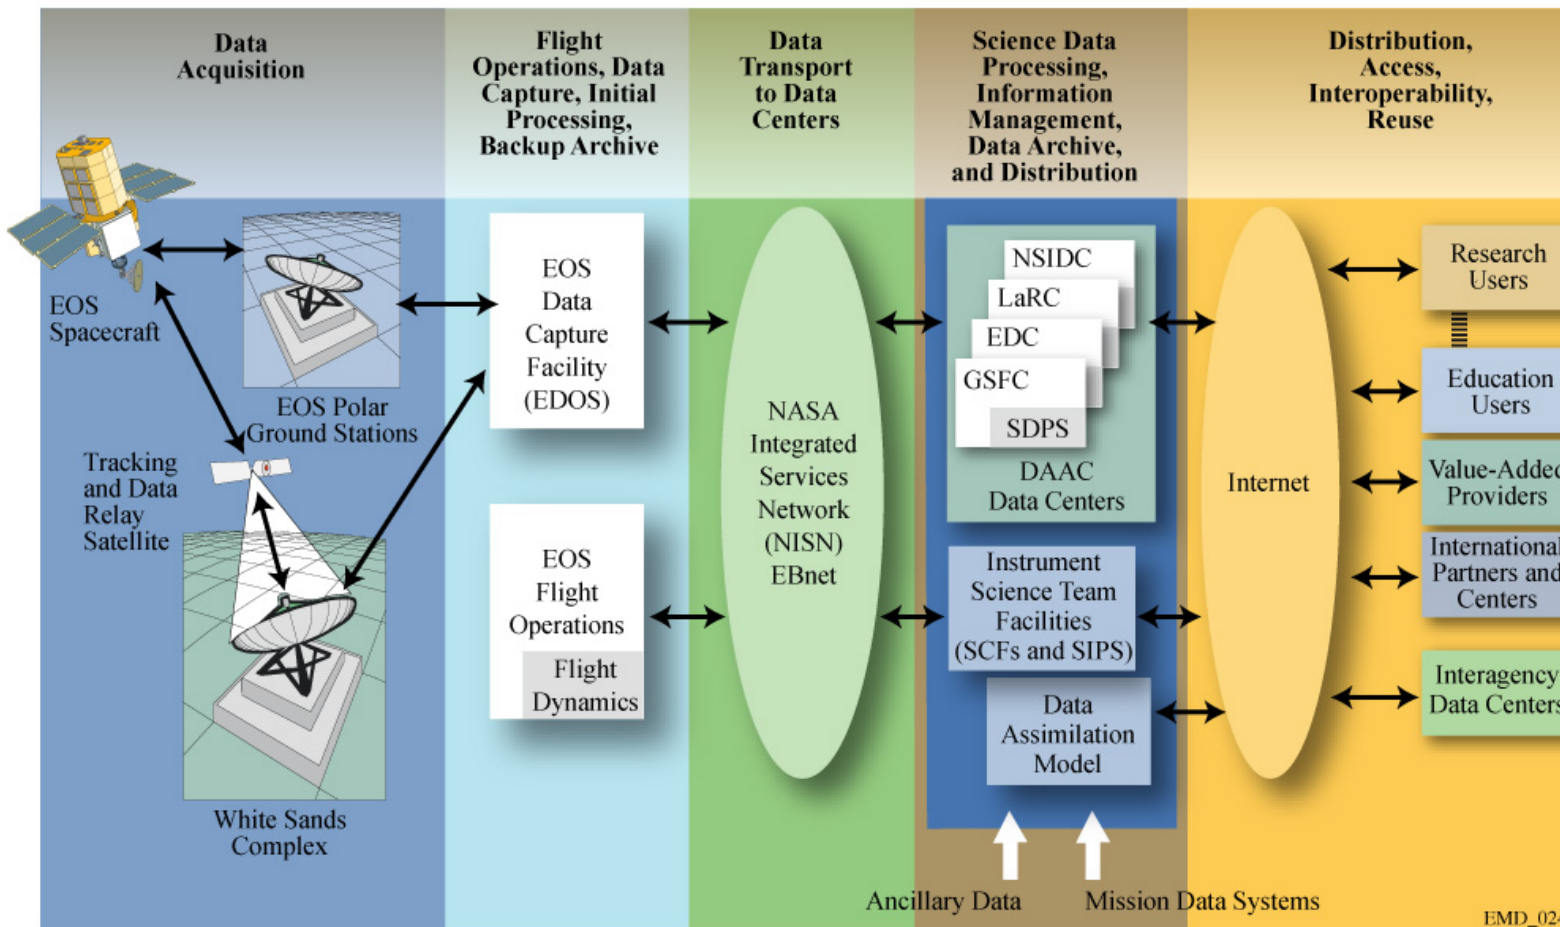 Data
Acquisition
Flight
Operations, Data
Capture, Initial
Processing,
Backup Archive
Data
Transport
to Data
Centers
Science Data
Processing,
Information
Management,
Data Archive,
and Distribution
Distribution,
Access,
Interoperability,
Reuse
EOS
Spacecraft
EOS Polar
Ground Stations
Tracking
and Data
Relay
Satellite
White Sands
Complex
EOS
Data
Capture
Facility
(EDOS)
EOS
Flight
Operations
Flight
Dynamics
NASA
Integrated
Services
Network
(NISN)
EBnet
NSIDC
LaRC
EDC
GSFC
SDPS
DAAC
Data Centers
Instrument
Science Team
Facilities
(SCFs and SIPS)
Data
Assimilation
Model
Ancillary Data
Mission Data Systems
Internet
Research
Users
Education
Users
Value-Added
Providers
International
Partners and
Centers
Interagency
Data Centers
EMD_024